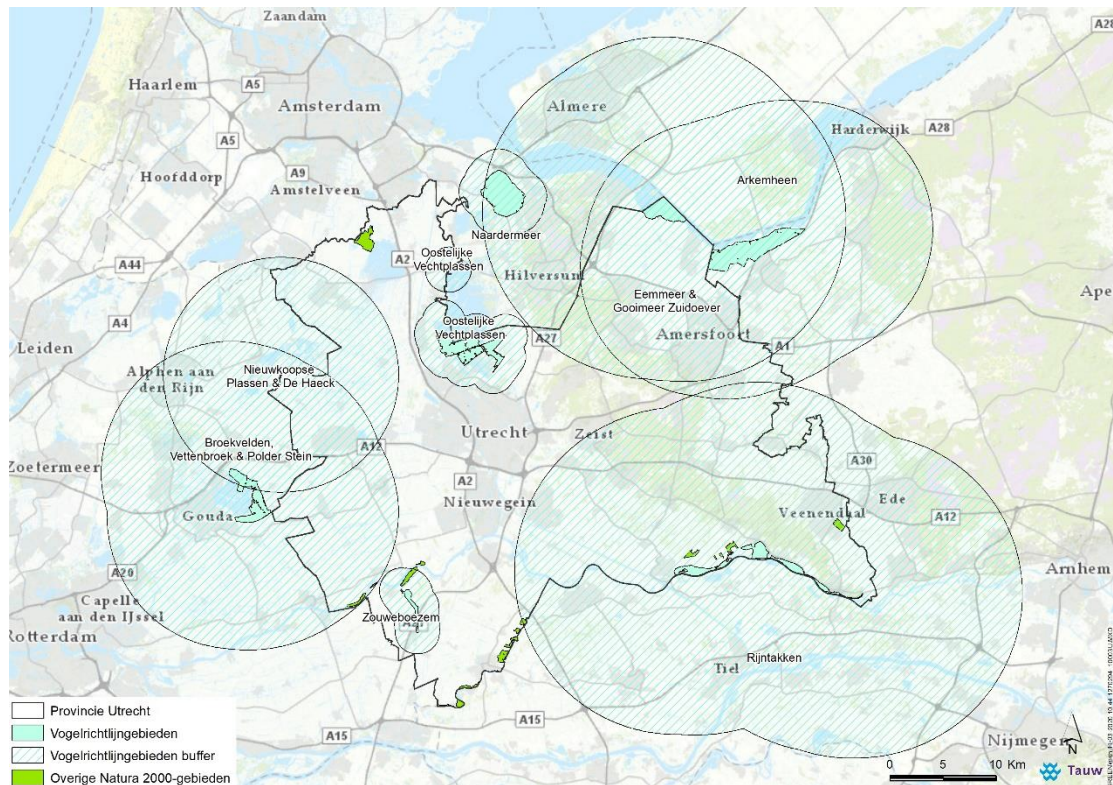 Zaandam
A28
Haarlem
A5
Almere
Amsterdam
Harderwijk
A28
A5
A9
Hoofddorp
Amstelveen
Arkemheen
Naardermeer
A44
A2
Oostelijke
Vechtplassen
Hilversum
Eemmeer &
Gooimeer Zuidoever
Ape
A4
Oostelijke
Vechtplassen
A27
Amersfoort
A1
Leiden
Alphen aan
den Rijn
Nieuwkoopse
Plassen & De Haeck
Utrecht
Zeist
Broekvelden,
Vettenbroek & Polder Stein
A12
Zoetermeer
A2
A30
Nieuwegein
Ede
Gouda
Veenendaal
A12
A20
Arnhem
Capelle
aan den IJssel
Zouweboezem
Rotterdam
Rijntakken
Tiel
Provincie Utrecht
A15
Vogelrichtlijngebieden
A15
Nijmegen
Vogelrichtlijngebieden buffer
N
Overige Natura 2000-gebieden
0 5 10 Km
Tauw